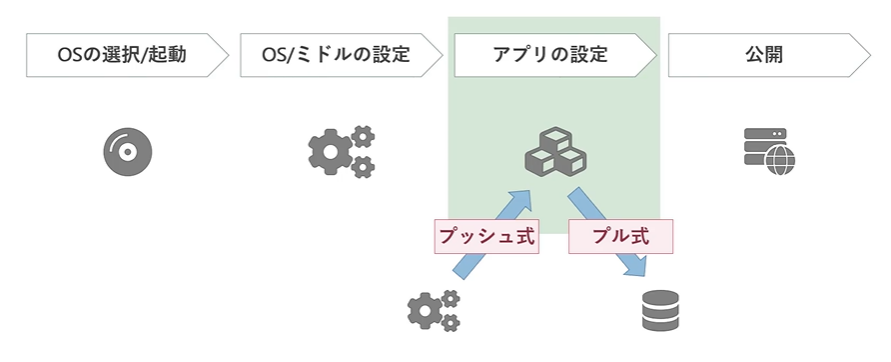 OSの選択/起動
OS/ミドルの設定
アプリの設定
公開
プッシュ式
プル式